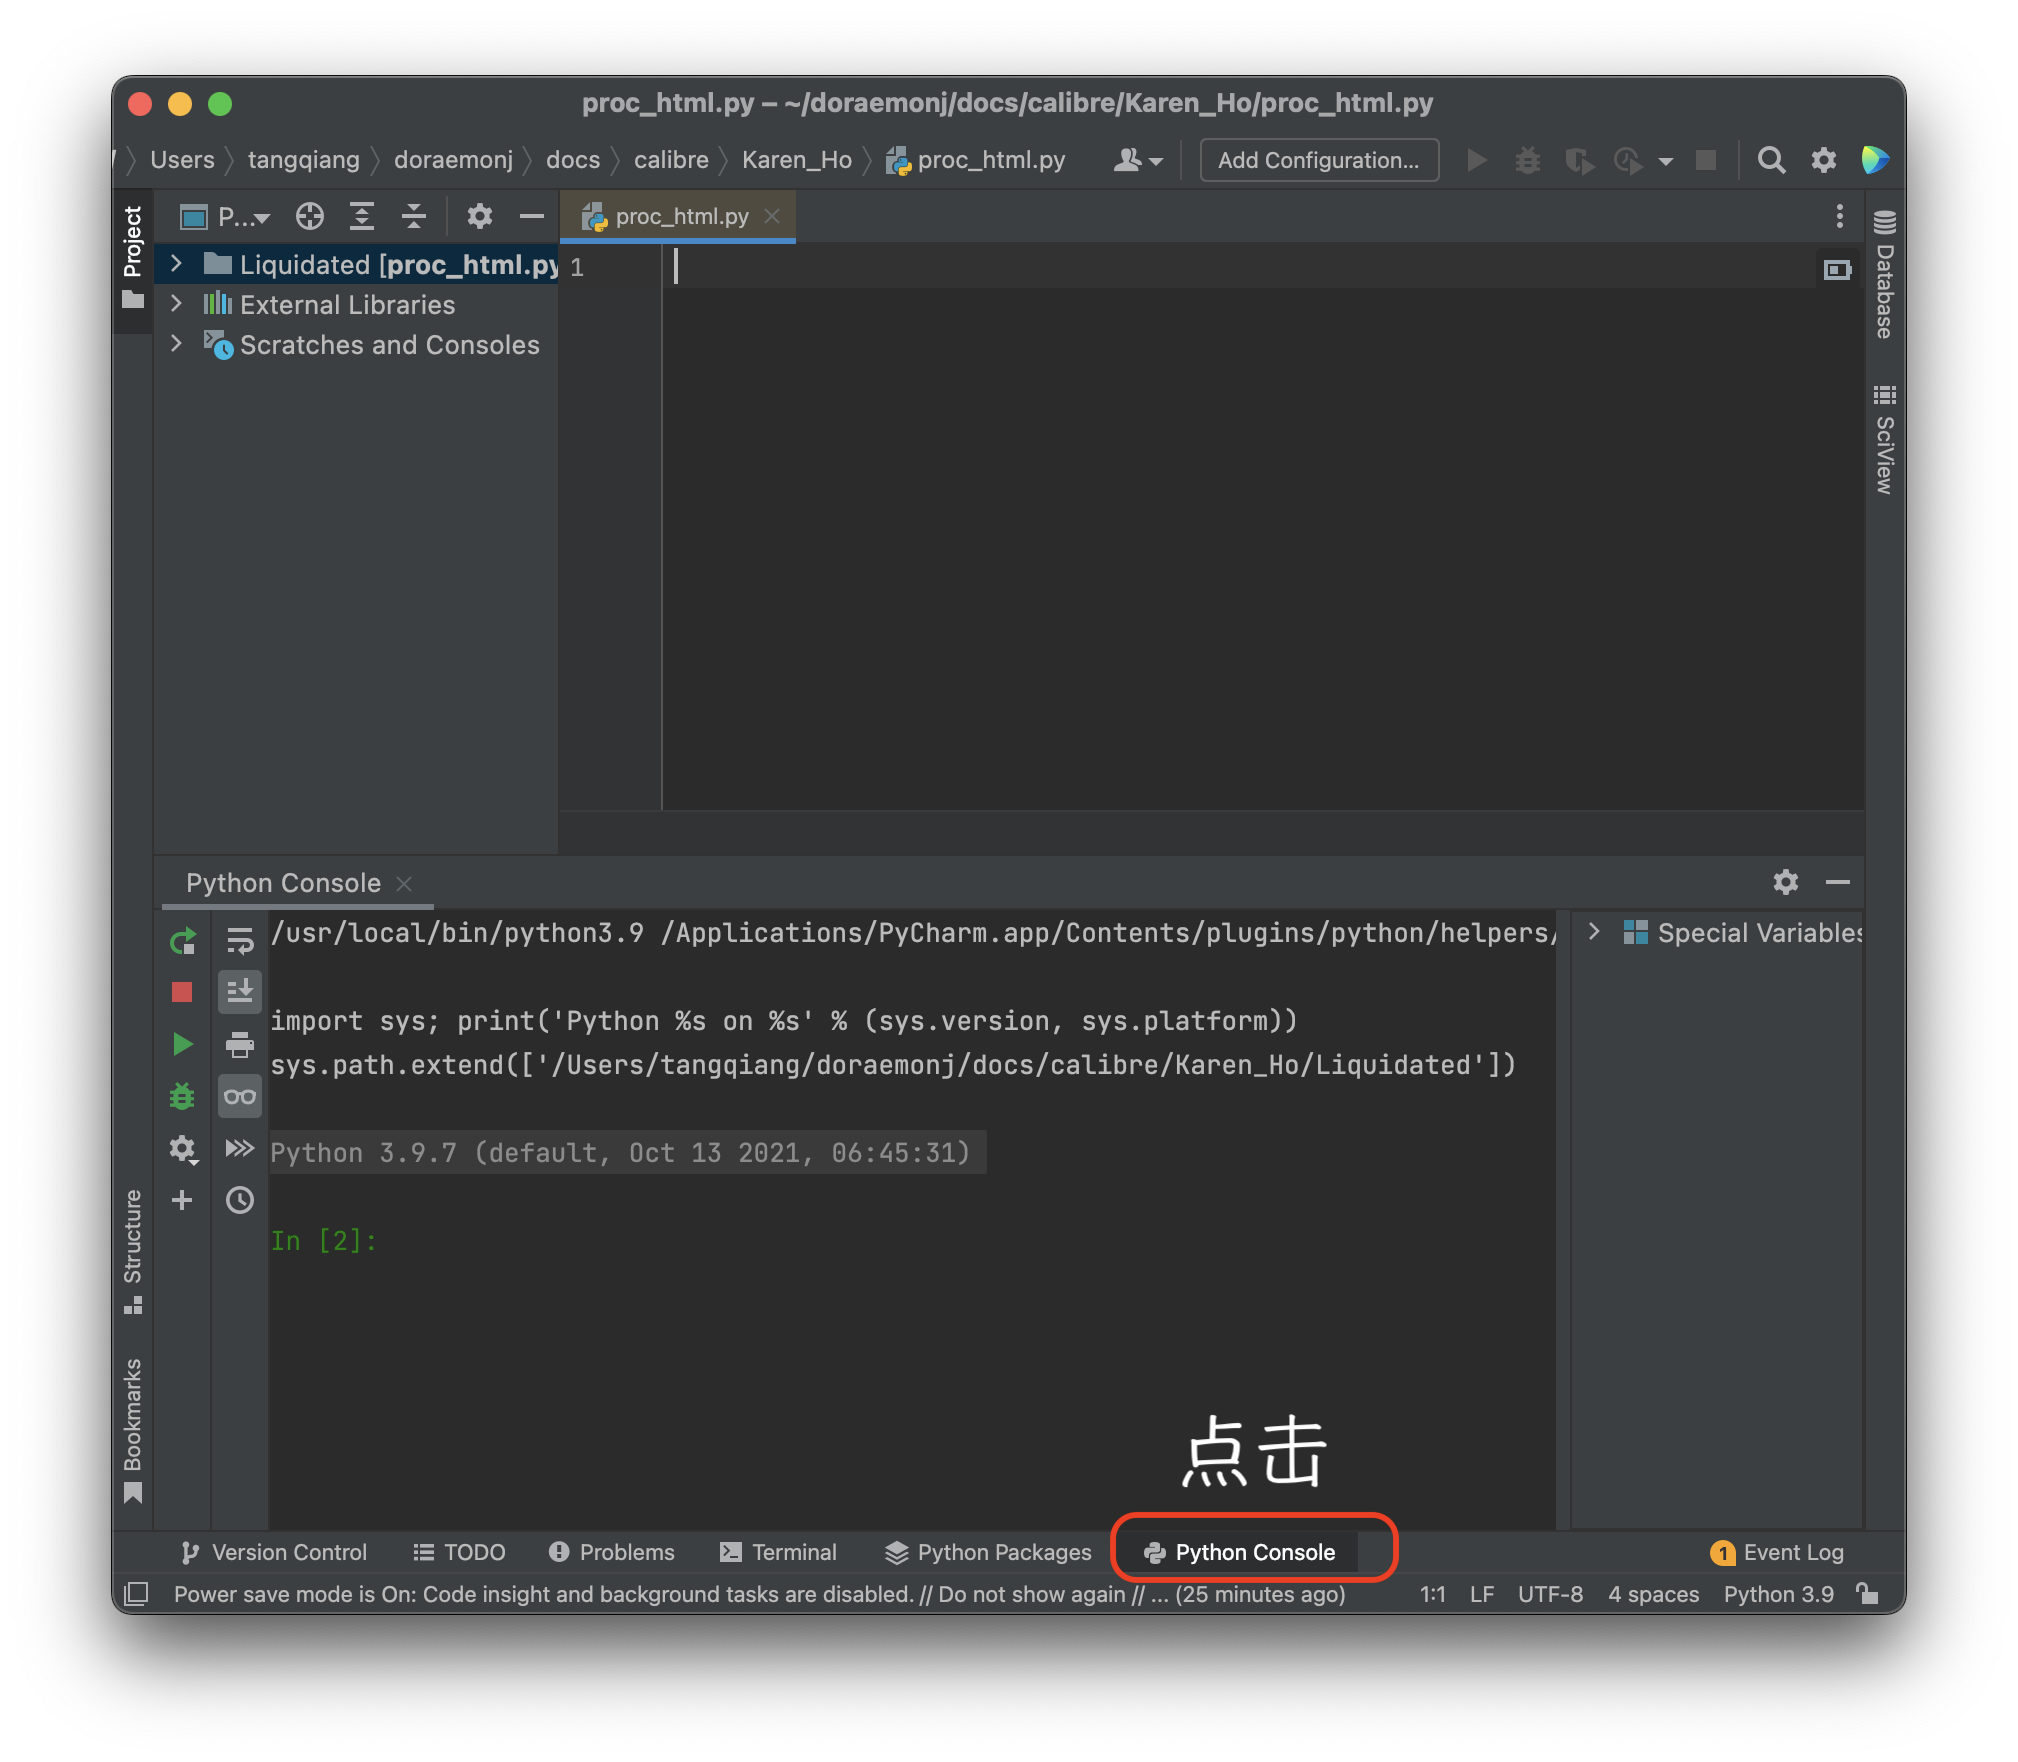 proc_html.py – ~/doraemonj/docs/calibre/Karen_Ho/proc_html.py
Users tangqiang doraemonj docs calibre Karen_Ho proc_html.py Add Configuration...
Project
P...
proc_html.py
Liquidated [proc_html.py
External Libraries
Scratches and Consoles
1
Database
SciView
Python Console
/usr/local/bin/python3.9 /Applications/PyCharm.app/Contents/plugins/python/helpers/
import sys; print('Python %s on %s' % (sys.version, sys.platform))
sys.path.extend(['/Users/tangqiang/doraemonj/docs/calibre/Karen_Ho/Liquidated'])
Python 3.9.7 (default, Oct 13 2021, 06:45:31)
In [2]:
Special Variables
Structure
Bookmarks
点击
Version Control TODO Problems Terminal Python Packages Python Console 1 Event Log
Power save mode is On: Code insight and background tasks are disabled. // Do not show again // ... (25 minutes ago) 1:1 LF UTF-8 4 spaces Python 3.9